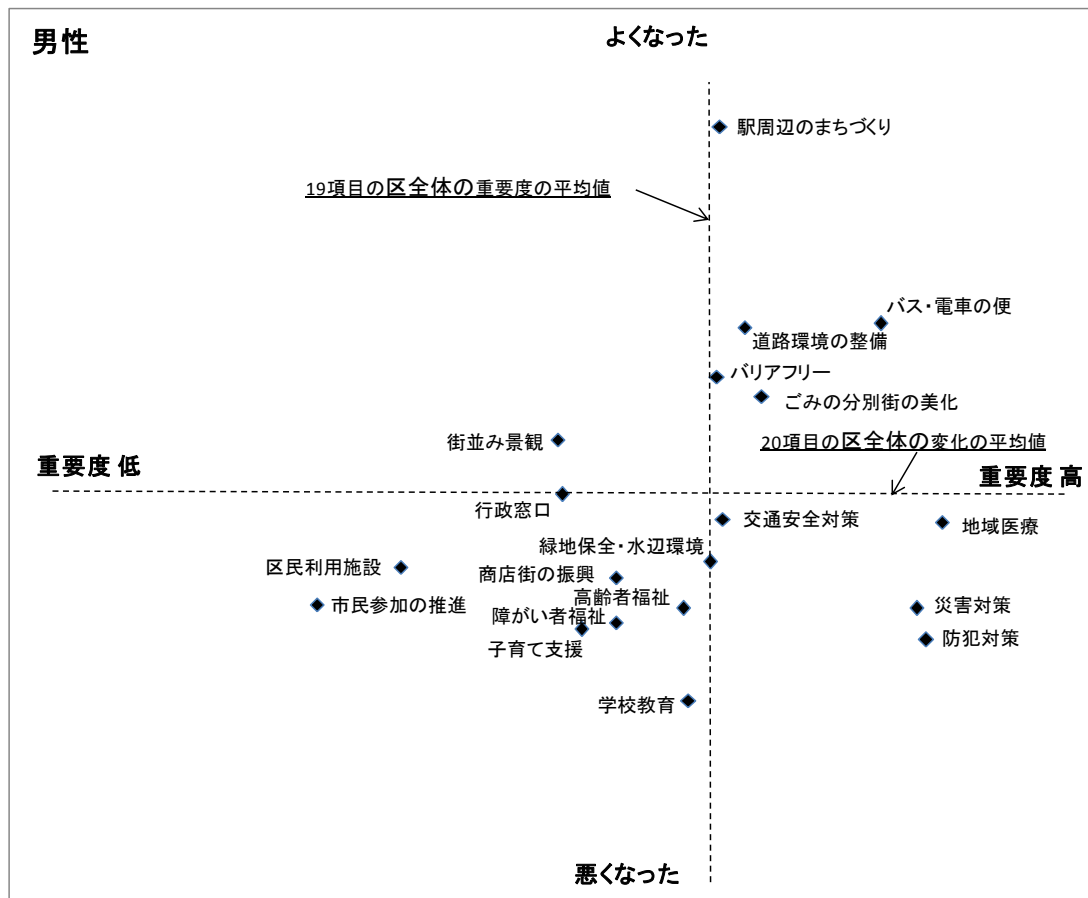 男性
よくなった
駅周辺のまちづくり
19項目の区全体の重要度の平均値
バス・電車の便
道路環境の整備
バリアフリー
ごみの分別街の美化
街並み景観
20項目の区全体の変化の平均値
重要度 低
重要度 高
行政窓口
交通安全対策
地域医療
緑地保全・水辺環境
区民利用施設
商店街の振興
高齢者福祉
市民参加の推進
災害対策
障がい者福祉
防犯対策
子育て支援
学校教育
悪くなった